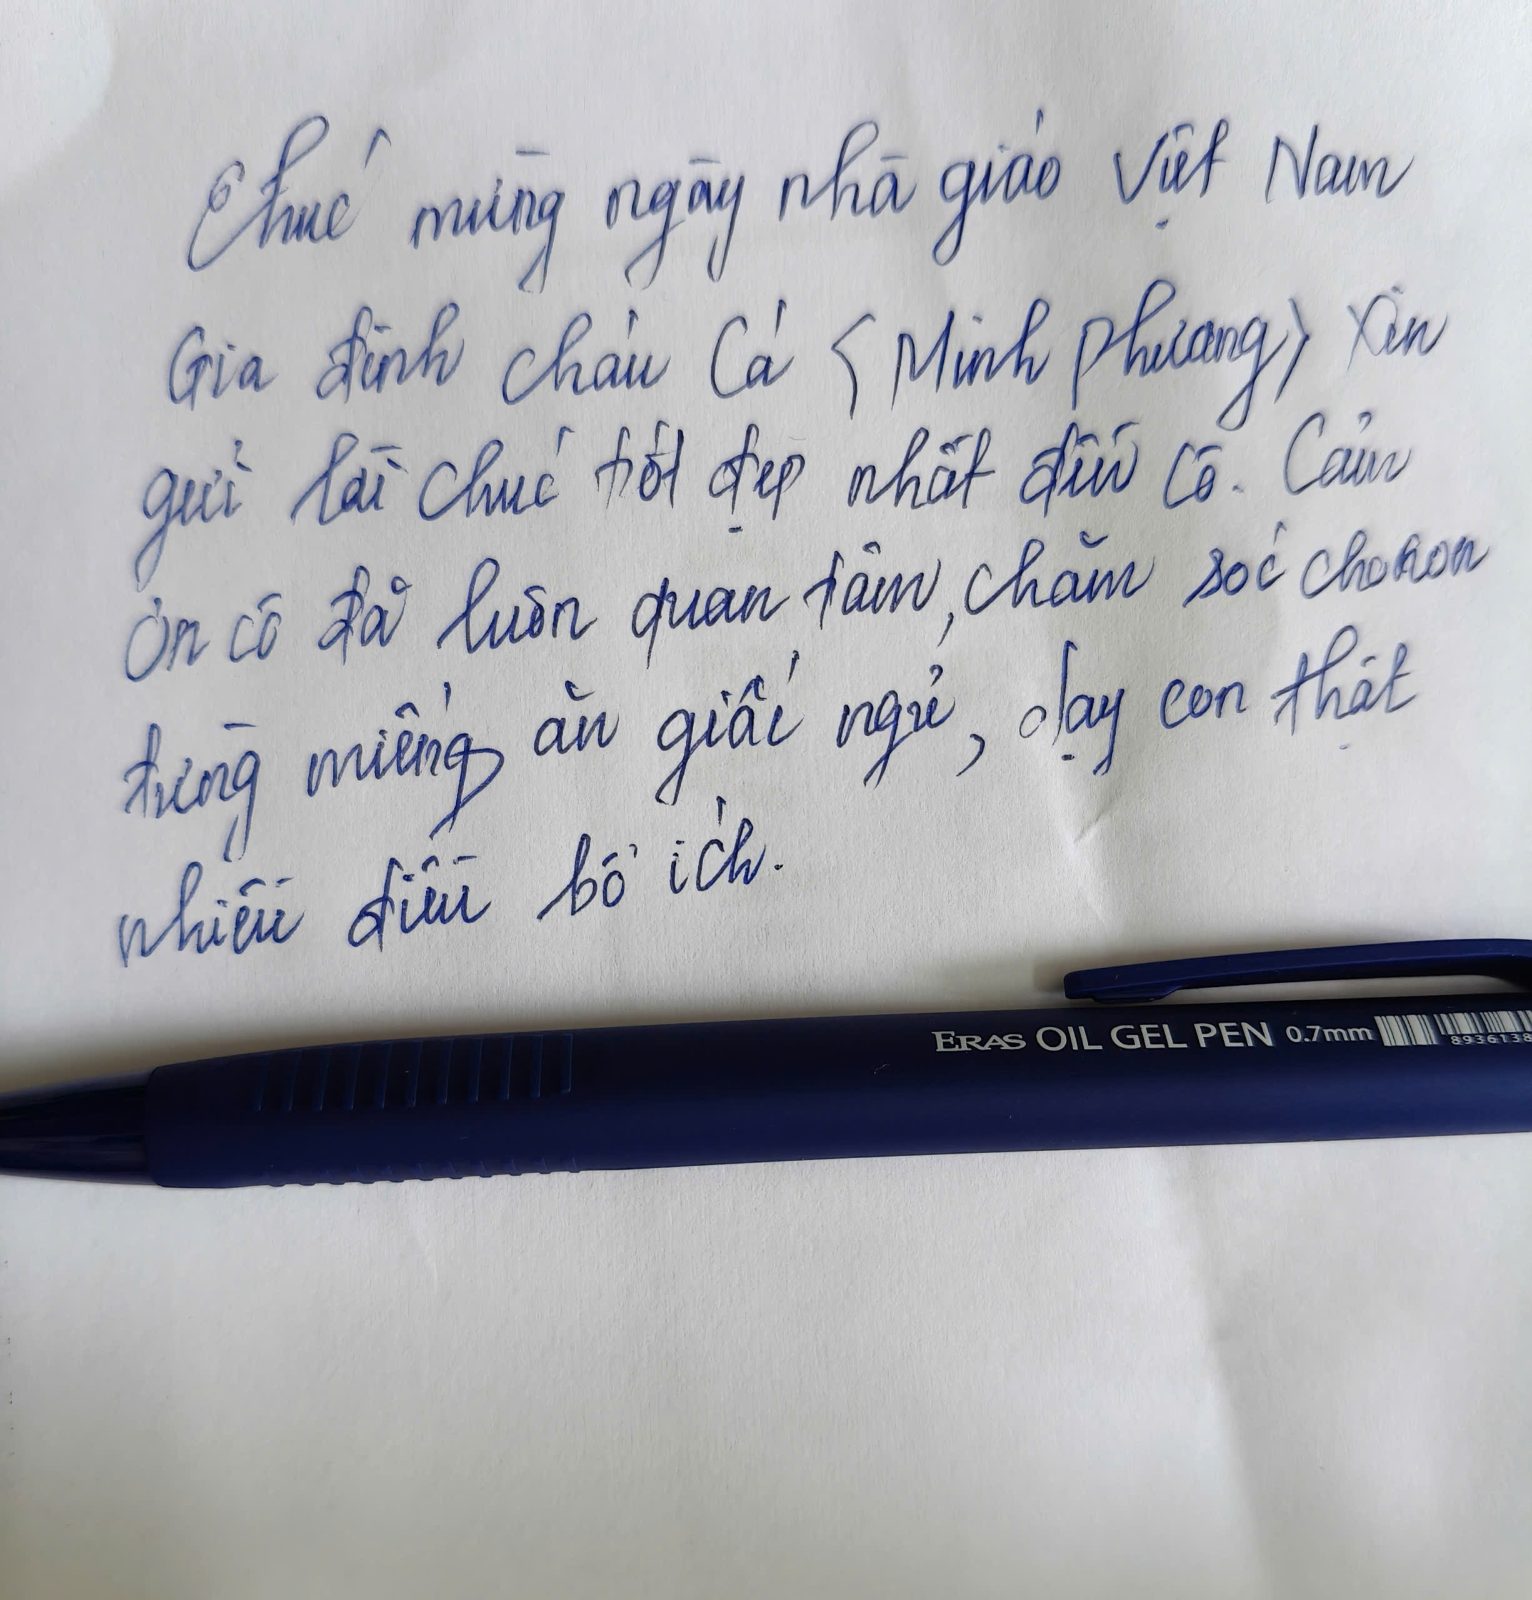 Chúc mừng ngày nhà giáo Việt Nam
Gia đình cháu Cá (Minh Phương) xin
gửi lời chúc tốt đẹp nhất đến cô. Cảm
ơn cô đã luôn quan tâm, chăm sóc cho con
từng miếng ăn giấc ngủ, dạy con thật
nhiều điều bổ ích.
ERAS OIL GEL PEN 0.7mm
8936138